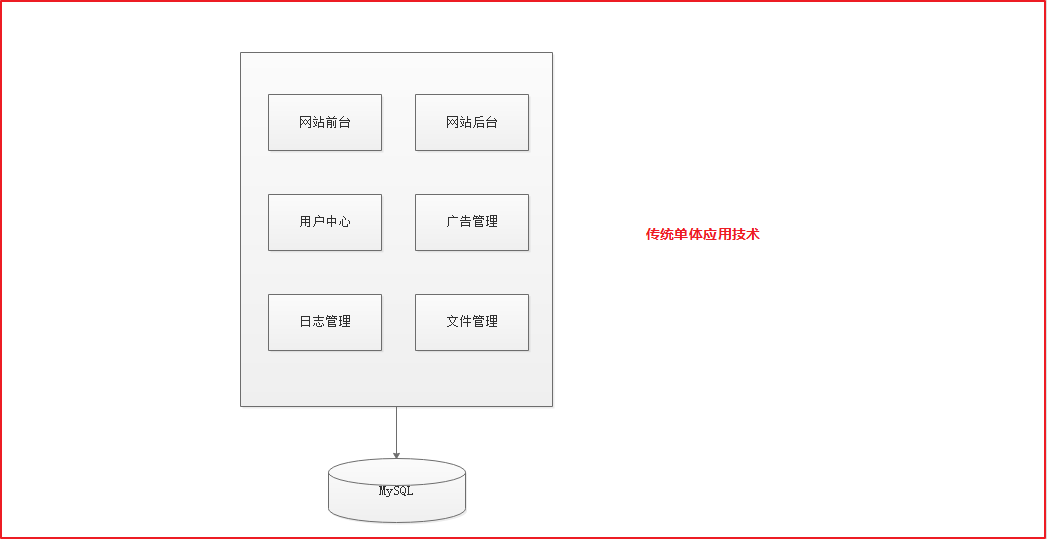 网站前台
网站后台
用户中心
广告管理
传统单体应用技术
日志管理
文件管理
MySQL